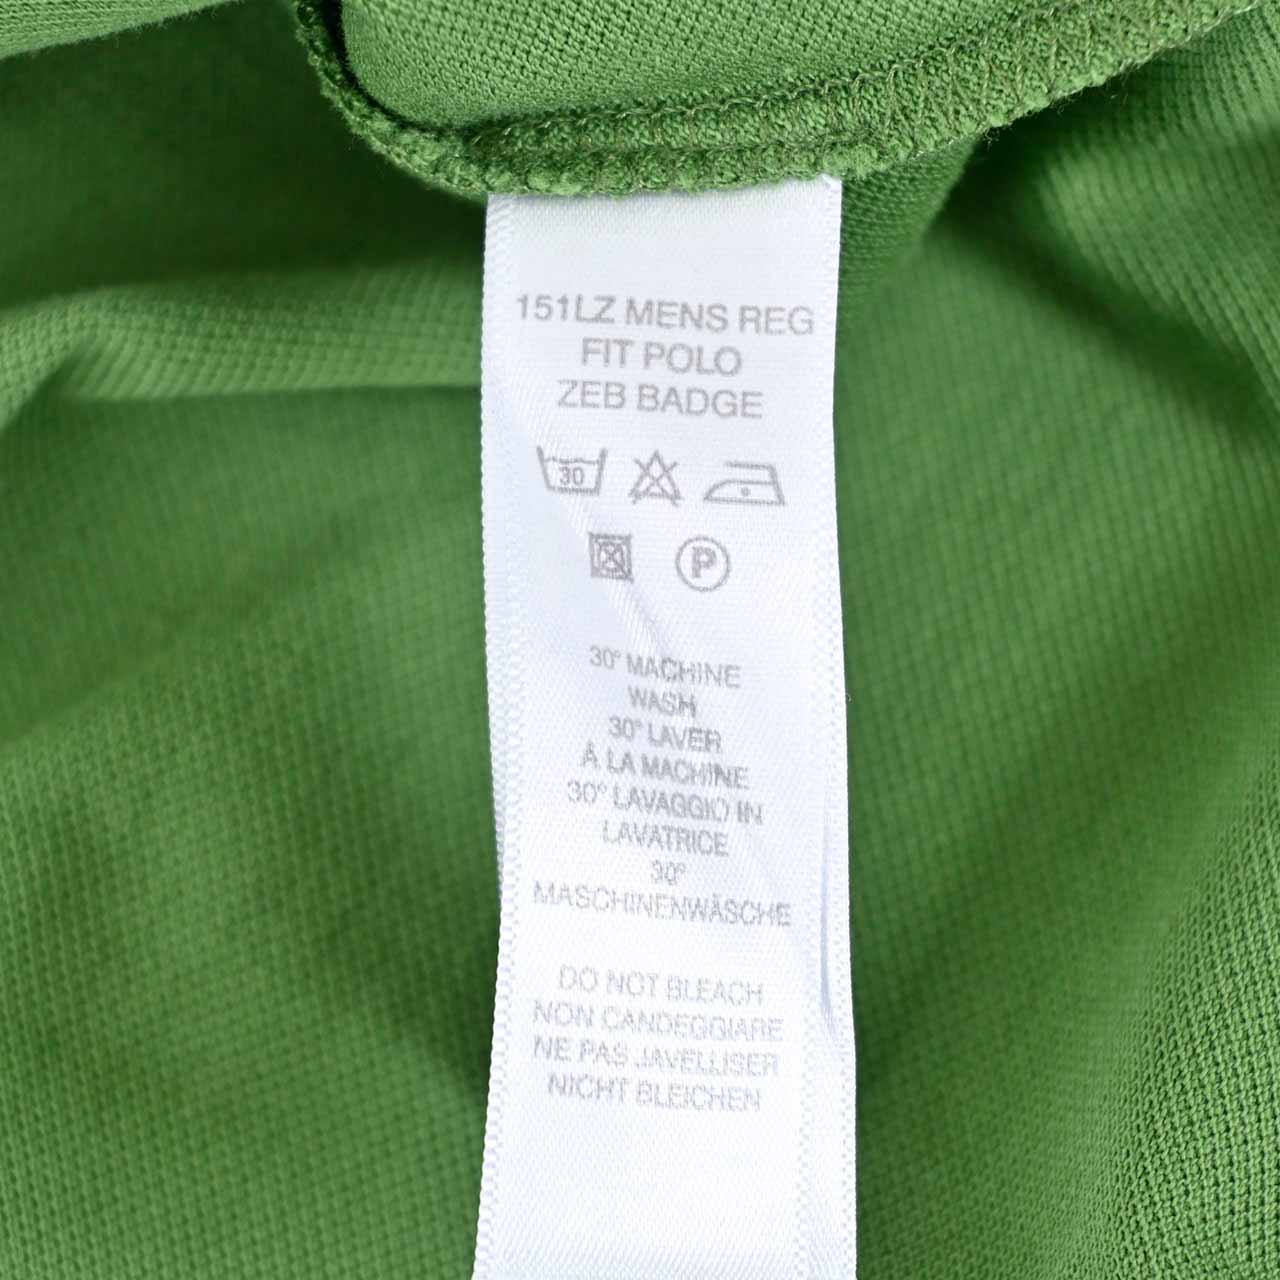 151LZ MENS REG
FIT POLO
ZEB BADGE
30
P
30° MACHINE
WASH
30° LAVER
À LA MACHINE
30° LAVAGGIO IN
LAVATRICE
30°
MASCHINENWÄSCHE
DO NOT BLEACH
NON CANDEGGIARE
NE PAS JAVELLISER
NICHT BLEICHEN